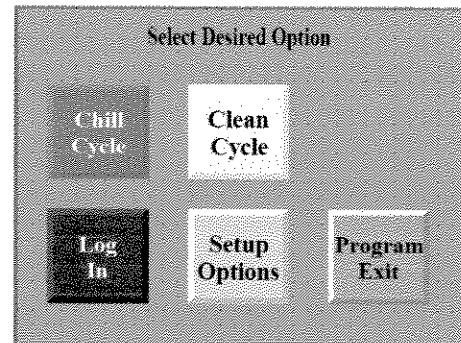 Select Desired Option
Chill
Cycle
Clean
Cycle
Log
In
Setup
Options
Program
Exit